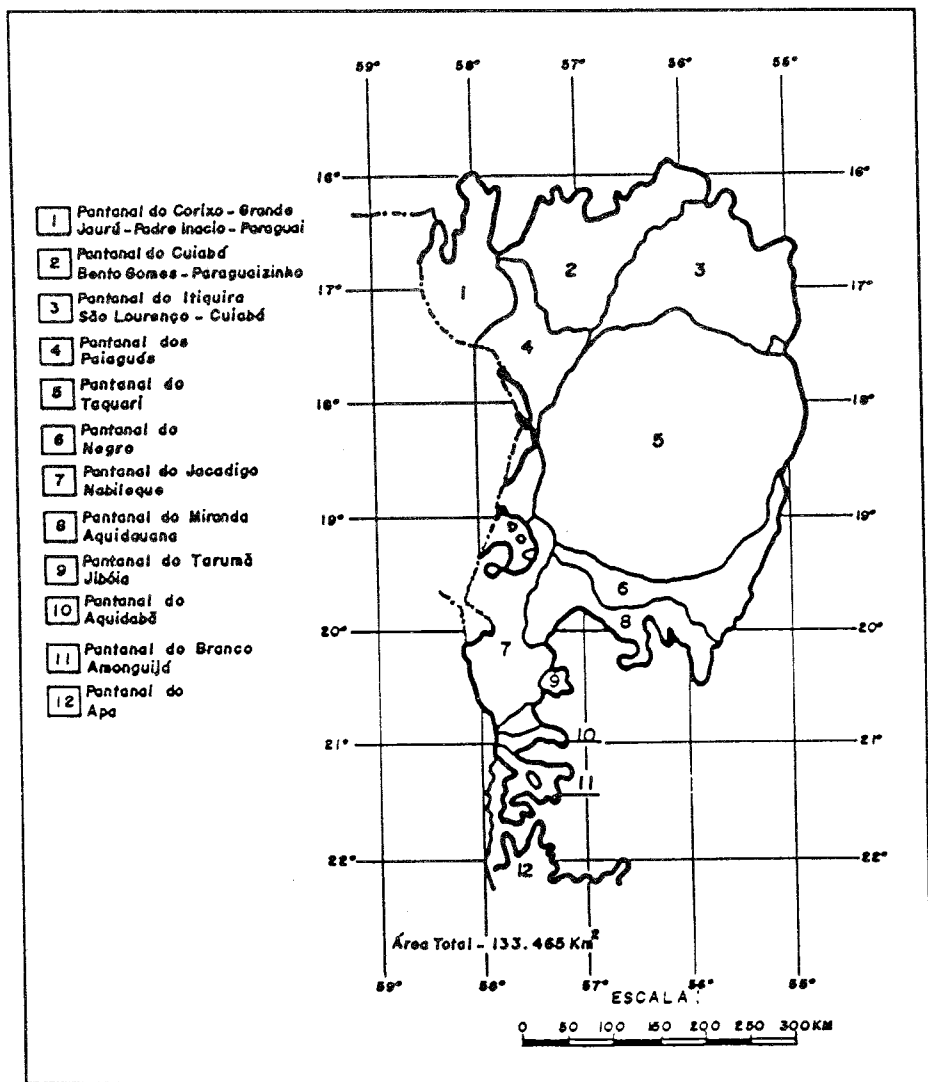 59° 58° 57° 56° 55°
16° 16°
1 Pantanal do Corixo - Grande
Jaurú - Padre Inacio - Paraguai
2 Pantanal do Cuiabá
Bento Gomes - Paraguaizinho
3 Pantanal do Itiquira
São Lourenço - Cuiabá
4 Pantanal dos
Paiaguás
5 Pantanal do
Taquari
6 Pantanal do
Negro
7 Pantanal do Jacadigo
Nabileque
8 Pantanal do Miranda
Aquidauana
9 Pantanal do Tarumã
Jibóia
10 Pantanal do
Aquidabã
11 Pantanal do Branco
Amonguijá
12 Pantanal do
Apa
2 3
1
17° 17°
4
18° 18°
5
19° 19°
6
8
20° 20°
7
9
10
21° 21°
11
22° 22°
12
Área Total - 133.465 Km²
59° 58° 57° 56° 55°
ESCALA:
0 50 100 150 200 250 300 KM